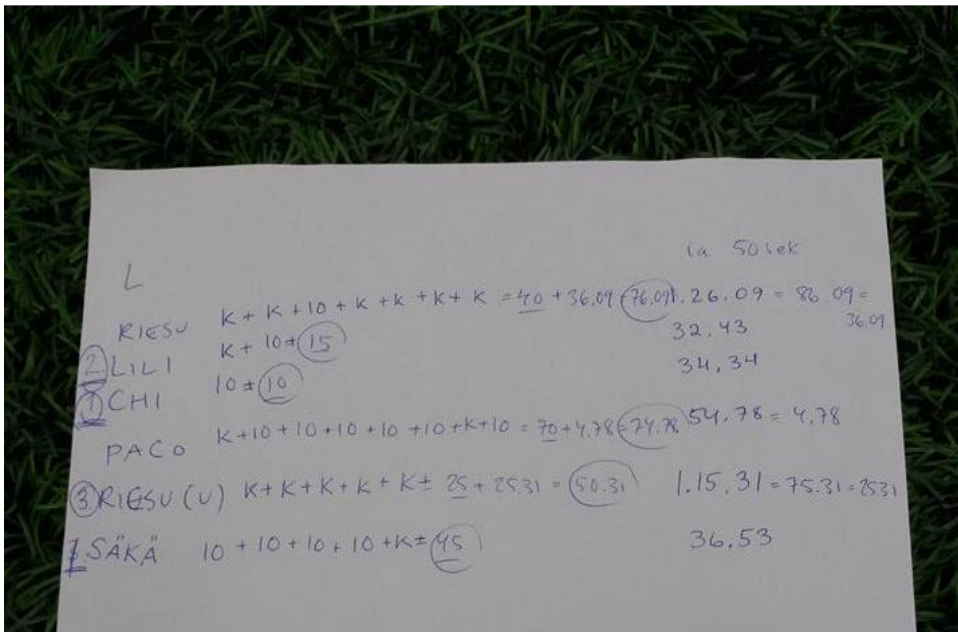 L
ia 50 sek
RIESU K + K + 10 + K + K + K + K = 40 + 36.09 = 76.09 1.26.09 = 86.09 =
36.09
2 LILI K + 10 = 15 32.43
1 CHI 10 = 10 34,34
PACO K+10+10+10+10+10+K+10 = 70+4.78=74.78 54.78 = 4,78
3. RIESU (U) K+K+K+K+K= 25 + 25.31 = 50.31 1.15.31 = 75.31 = 25.31
1. SÄKÄ 10 + 10 + 10 + 10 + K = 45 36,53